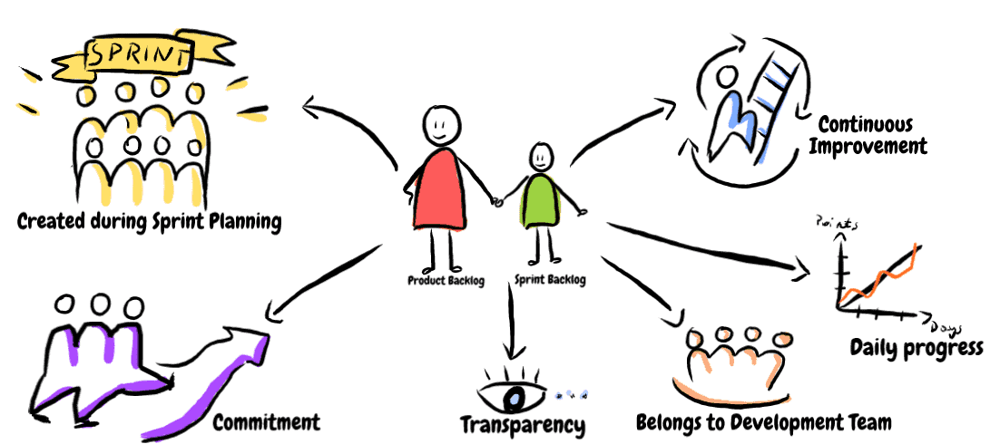 SPRINT
Created during Sprint Planning
Product Backlog
Sprint Backlog
Continuous
Improvement
Points
Days
Daily progress
Commitment
Transparency
Belongs to Development Team